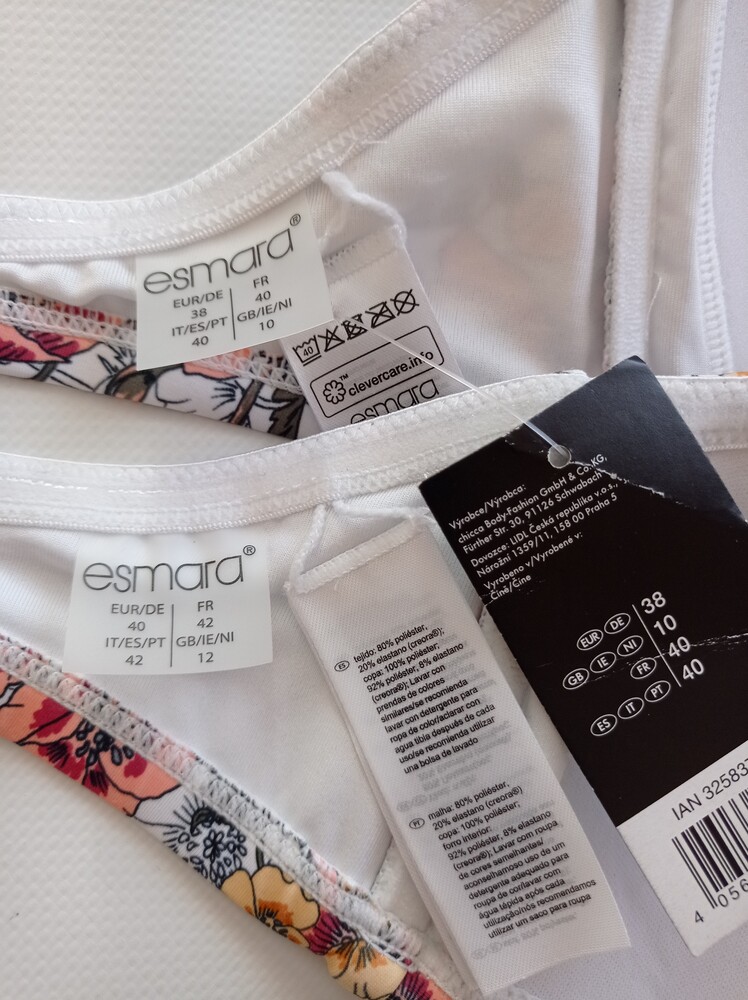 esmara®
EUR/DE
38
FR
40
IT/ES/PT
40
GB/IE/NI
10
40
clevercare.info
esmara
esmara®
EUR/DE
40
FR
42
IT/ES/PT
42
GB/IE/NI
12
tejido: 80% poliéster,
20% elastano (creora®);
copa: 100% poliéster;
92% poliéster, 8% elastano
(creora®); Lavar con
prendas de colores
similares/se recomienda
lavar con detergente para
ropa de color/aclarar con
agua tibia después de cada
uso/se recomienda utilizar
una bolsa de lavado
malha: 80% poliéster,
20% elastano (creora®);
copa: 100% poliéster;
forro interior:
92% poliéster, 8% elastano
(creora®); Lavar com roupa
de cores semelhantes/
aconselhamos uso de um
detergente adequado para
roupa de cor/lavar com
água tépida após cada
utilização/nós recomendamos
utilizar um saco para roupa
Výrobce/Výrobca:
chicco Body-Fashion GmbH & Co. KG,
Fürther Str. 30, 91126 Schwabach
Dovozce: LIDL Česká republika v.o.s.,
Nárožní 1359/11, 158 00 Praha 5
Vyrobeno v/Vyrobené v:
Číně/Číne
EUR DE 38
GB IE NI 10
FR 40
ES IT PT 40
IAN 32583
4 056